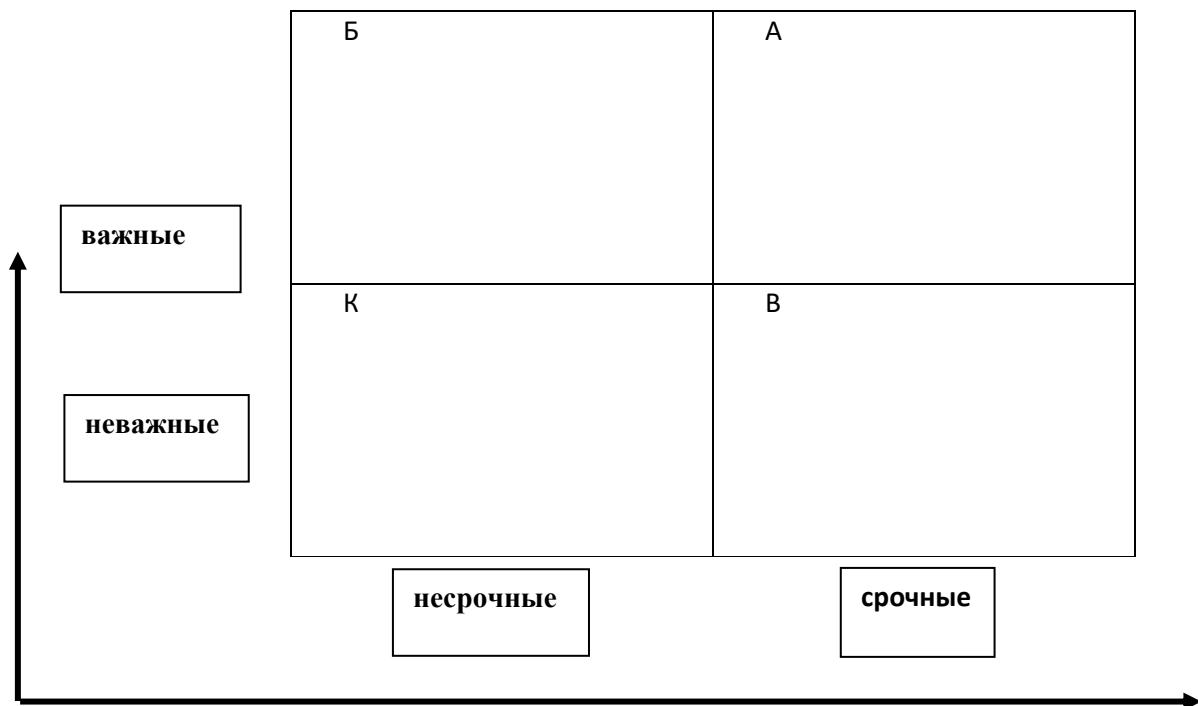 Б
А
важные
К
В
неважные
несрочные
срочные